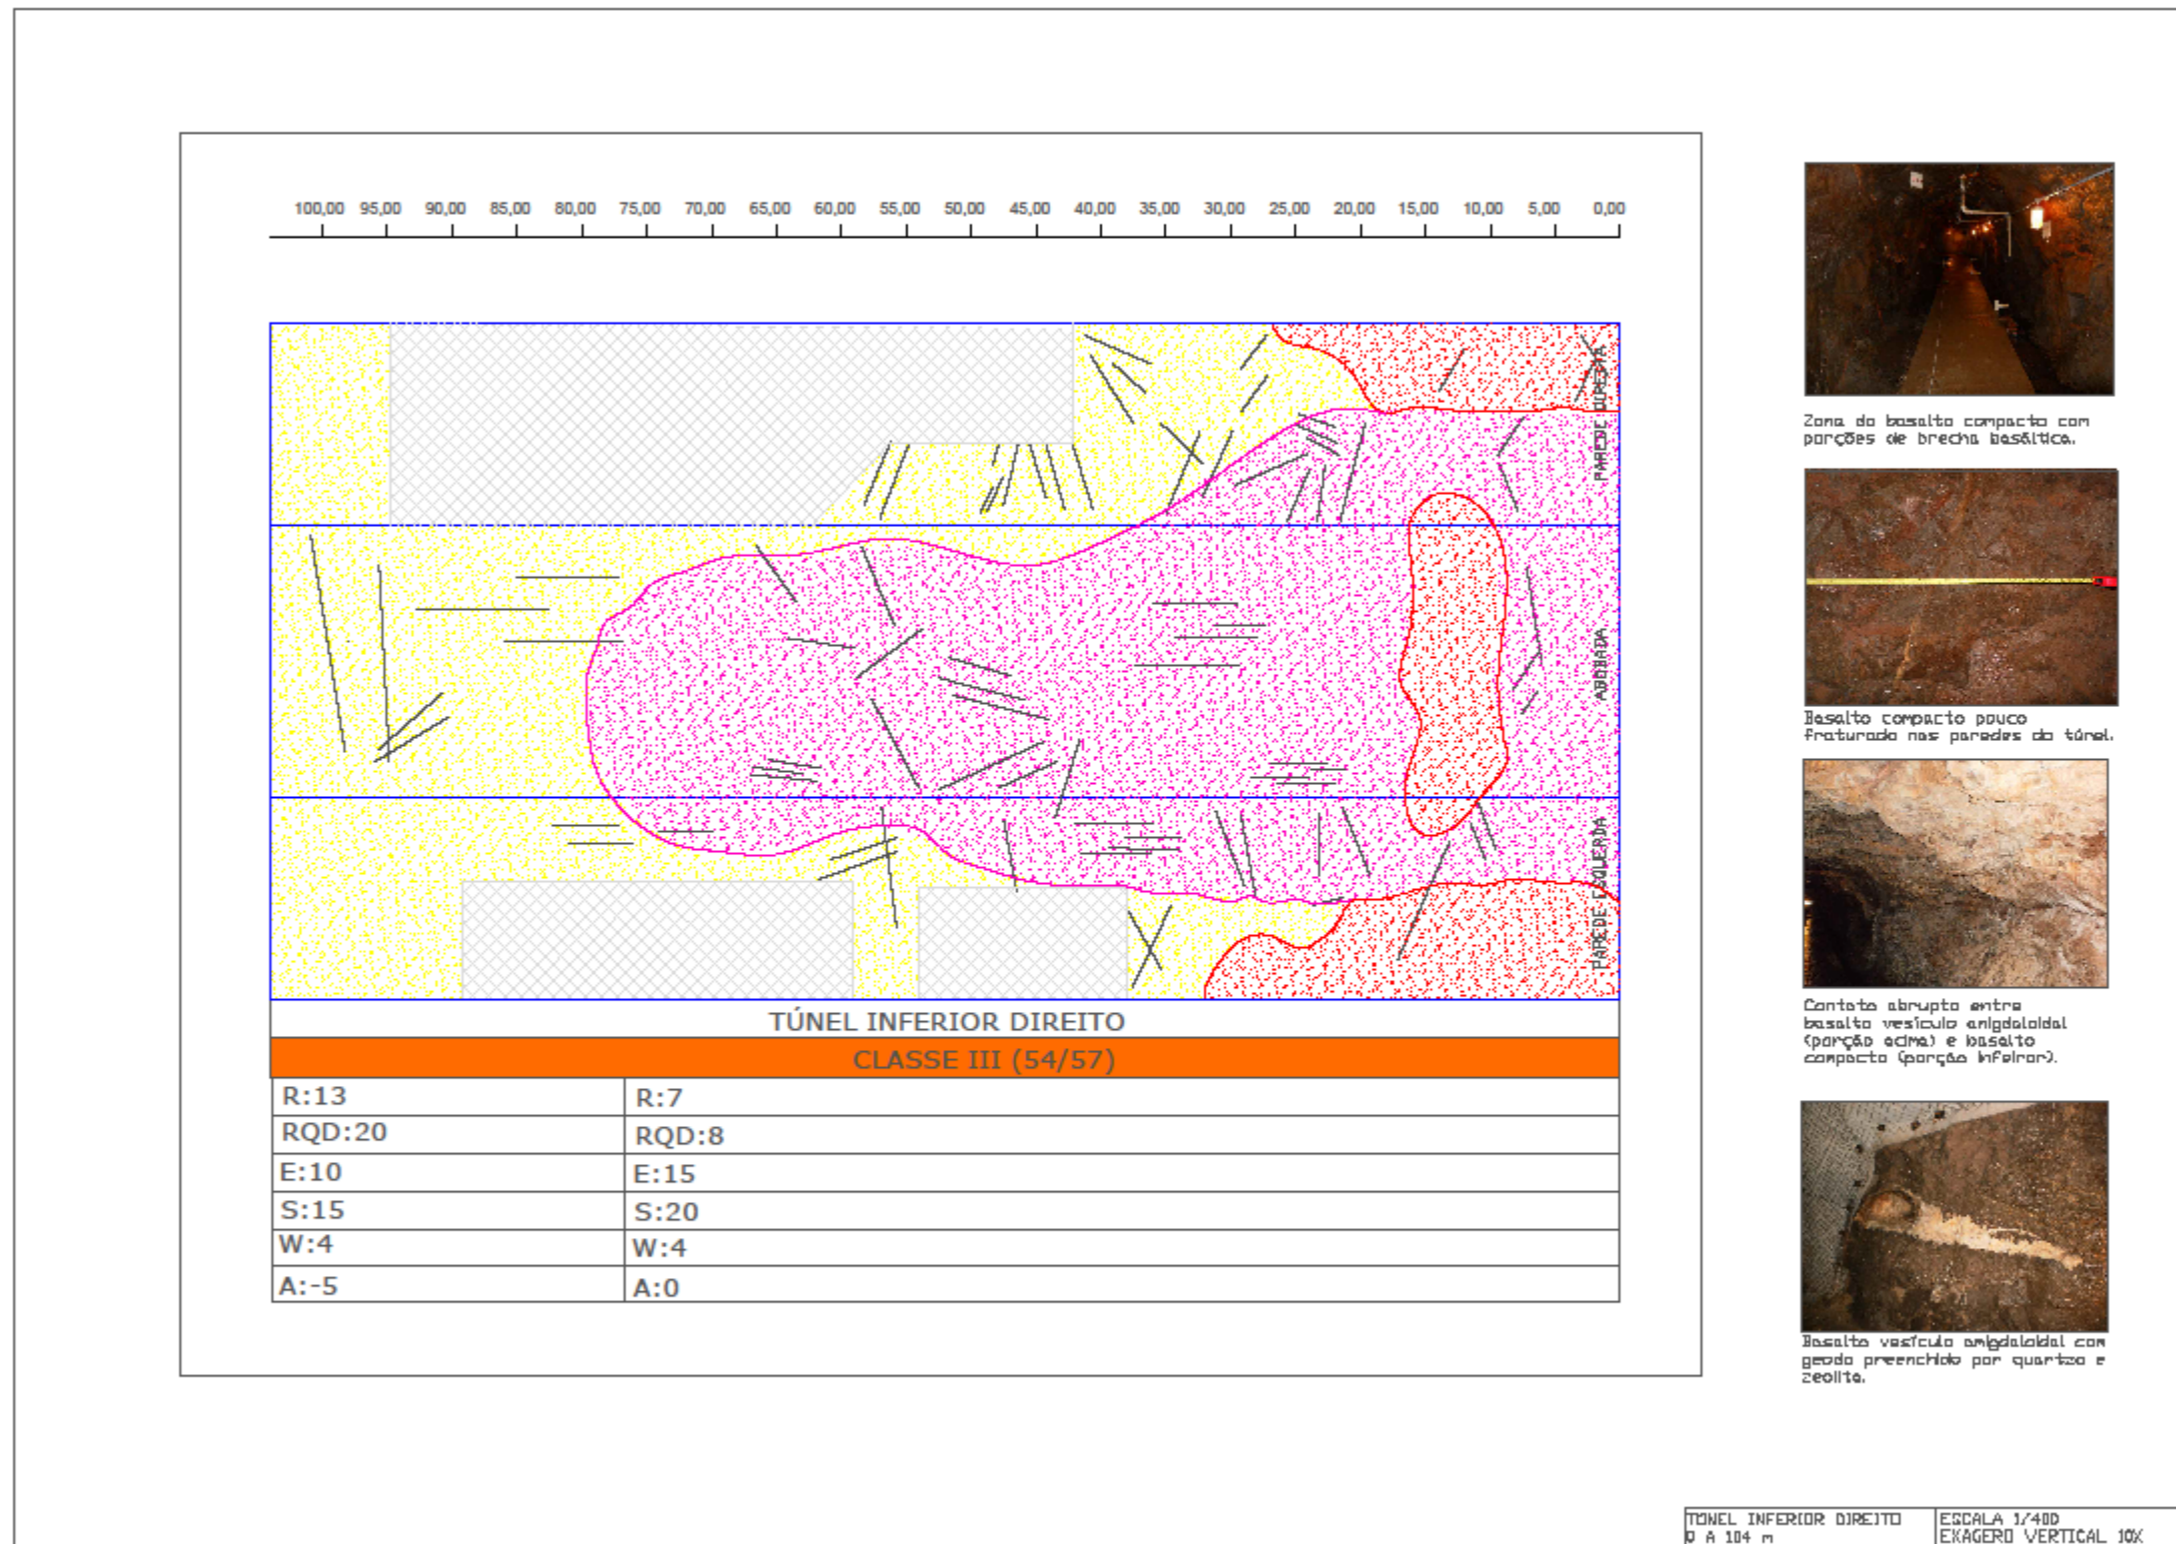 100,00 95,00 90,00 85,00 80,00 75,00 70,00 65,00 60,00 55,00 50,00 45,00 40,00 35,00 30,00 25,00 20,00 15,00 10,00 5,00 0,00
PAREDE DIREITA
ABOBADA
PAREDE ESQUERDA
TÚNEL INFERIOR DIREITO
CLASSE III (54/57)
R:13 R:7
RQD:20 RQD:8
E:10 E:15
S:15 S:20
W:4 W:4
A:-5 A:0
Zona do basalto compacto com
porções de brecha basáltica.
Basalto compacto pouco
fraturado nas paredes do túnel.
Contato abrupto entre
basalto vesículo amigdaloidal
(porção acima) e basalto
compacto (porção infeiror).
Basalto vesículo amigdaloidal com
geodo preenchido por quartzo e
zeolita.
TÚNEL INFERIOR DIREITO
0 A 104 m
ESCALA 1/400
EXAGERO VERTICAL 10X